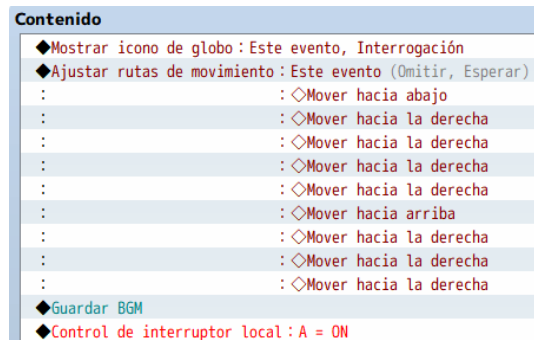 Contenido
◆Mostrar icono de globo：Este evento, Interrogación
◆Ajustar rutas de movimiento：Este evento (Omitir, Esperar)
：　　　　　　　　　　　　　：◇Mover hacia abajo
：　　　　　　　　　　　　　：◇Mover hacia la derecha
：　　　　　　　　　　　　　：◇Mover hacia la derecha
：　　　　　　　　　　　　　：◇Mover hacia la derecha
：　　　　　　　　　　　　　：◇Mover hacia la derecha
：　　　　　　　　　　　　　：◇Mover hacia arriba
：　　　　　　　　　　　　　：◇Mover hacia la derecha
：　　　　　　　　　　　　　：◇Mover hacia la derecha
：　　　　　　　　　　　　　：◇Mover hacia la derecha
◆Guardar BGM
◆Control de interruptor local：A = ON